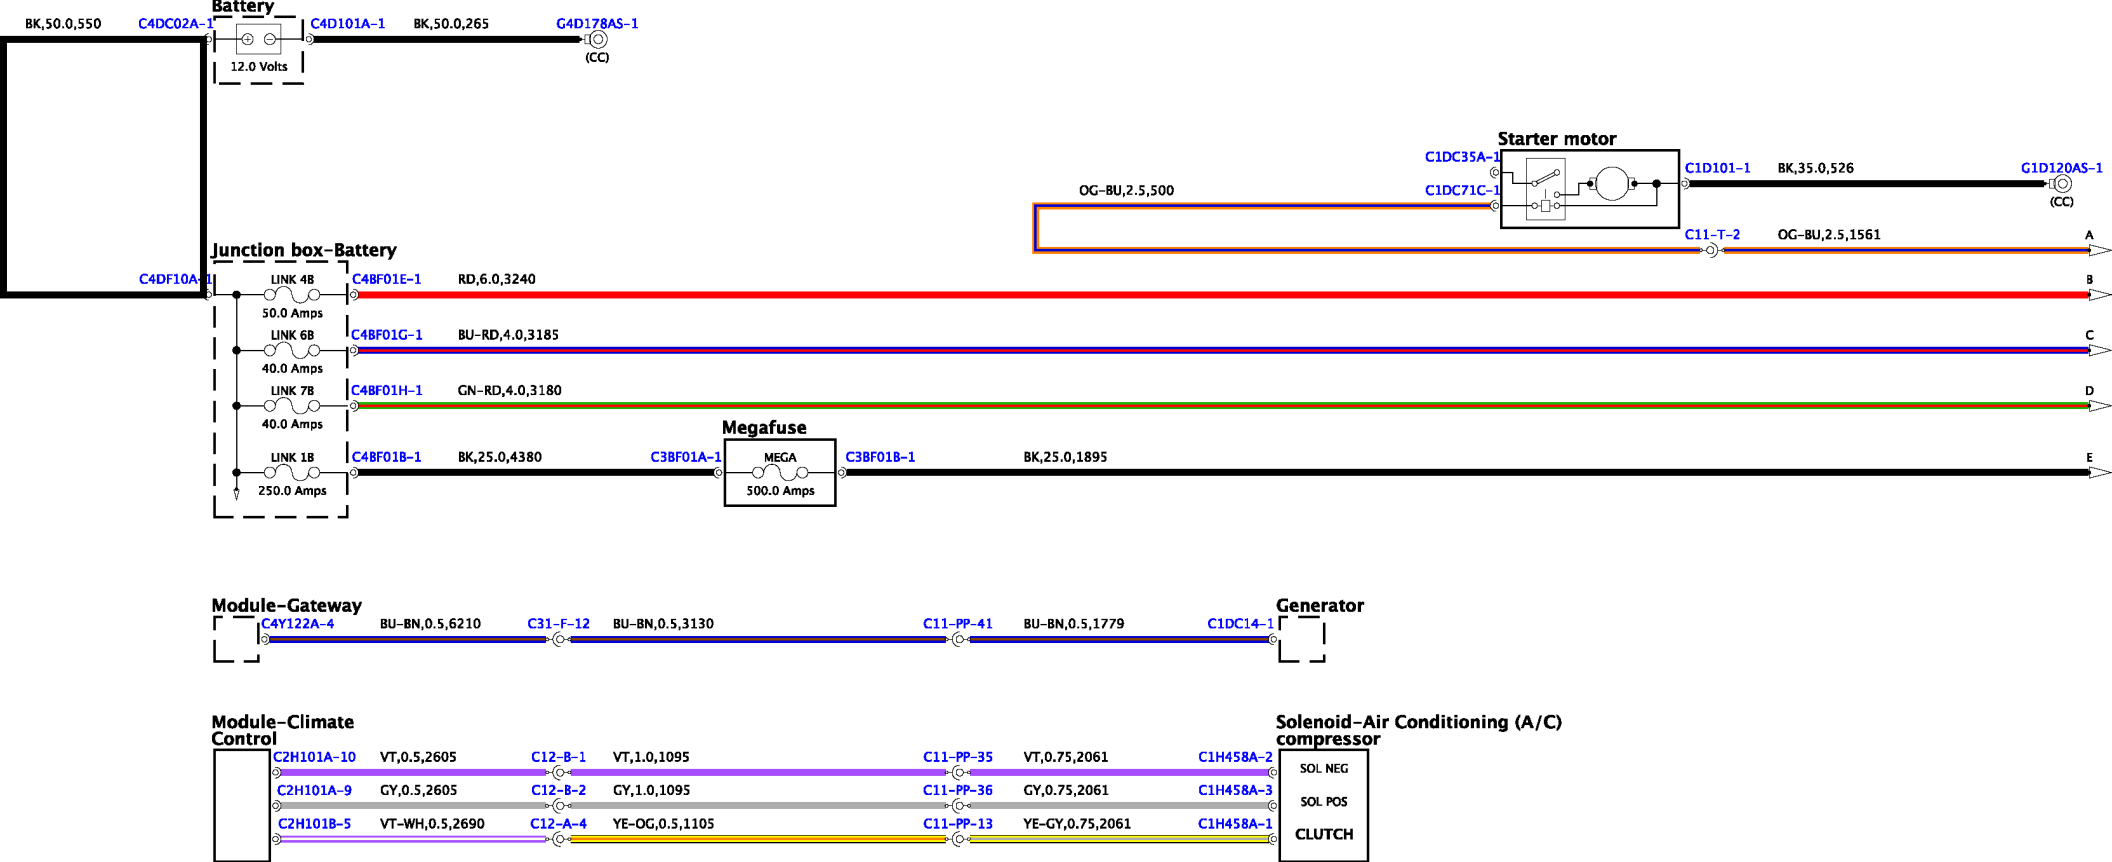 Battery
BK,50.0,550
C4DC02A-1
C4D101A-1
BK,50.0,265
G4D178AS-1
(CC)
12.0 Volts
Starter motor
C1DC35A-1
C1D101-1
BK,35.0,526
G1D120AS-1
(CC)
OG-BU,2.5,500
C1DC71C-1
C11-T-2
OG-BU,2.5,1561
A
Junction box-Battery
C4DF10A-1
LINK 4B
50.0 Amps
C4BF01E-1
RD,6.0,3240
B
LINK 6B
40.0 Amps
C4BF01G-1
BU-RD,4.0,3185
C
LINK 7B
40.0 Amps
C4BF01H-1
GN-RD,4.0,3180
D
Megafuse
LINK 1B
250.0 Amps
C4BF01B-1
BK,25.0,4380
C3BF01A-1
MEGA
500.0 Amps
C3BF01B-1
BK,25.0,1895
E
Module-Gateway
C4Y122A-4
BU-BN,0.5,6210
C31-F-12
BU-BN,0.5,3130
C11-PP-41
BU-BN,0.5,1779
C1DC14-1
Generator
Module-Climate
Control
Solenoid-Air Conditioning (A/C)
compressor
C2H101A-10
VT,0.5,2605
C12-B-1
VT,1.0,1095
C11-PP-35
VT,0.75,2061
C1H458A-2
SOL NEG
C2H101A-9
GY,0.5,2605
C12-B-2
GY,1.0,1095
C11-PP-36
GY,0.75,2061
C1H458A-3
SOL POS
C2H101B-5
VT-WH,0.5,2690
C12-A-4
YE-OG,0.5,1105
C11-PP-13
YE-GY,0.75,2061
C1H458A-1
CLUTCH